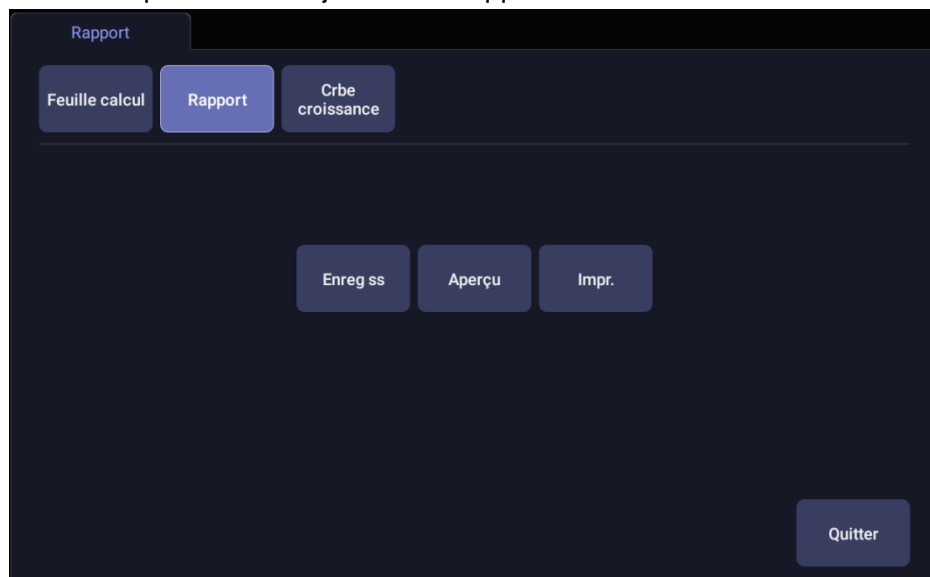 Rapport
Feuille calcul
Rapport
Crbe
croissance
Enreg ss
Aperçu
Impr.
Quitter